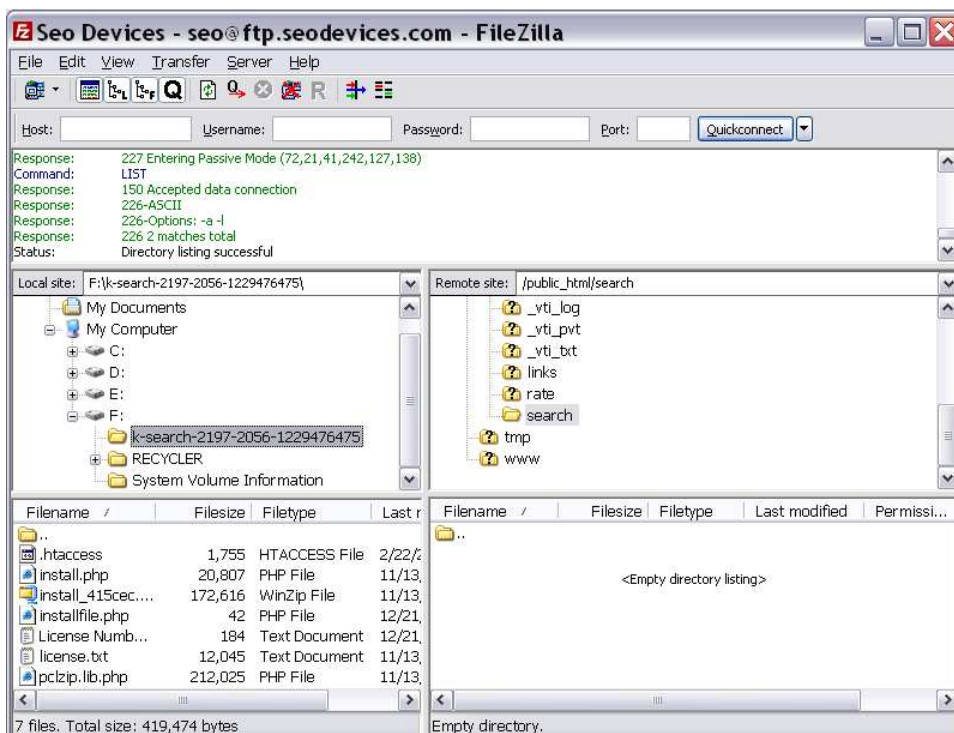 Seo Devices - seo@ftp.seodevices.com - FileZilla
File Edit View Transfer Server Help
Host: Username: Password: Port: Quickconnect
Response: 227 Entering Passive Mode (72,21,41,242,127,138)
Command: LIST
Response: 150 Accepted data connection
Response: 226-ASCII
Response: 226-Options: -a -l
Response: 226 2 matches total
Status: Directory listing successful
Local site: F:\k-search-2197-2056-1229476475\
My Documents
My Computer
C:
D:
E:
F:
k-search-2197-2056-1229476475
RECYCLER
System Volume Information
Filename / Filesize Filetype Last r
..
.htaccess 1,755 HTACCESS File 2/22/2
install.php 20,807 PHP File 11/13,
install_415cec.... 172,616 WinZip File 11/13,
installfile.php 42 PHP File 12/21,
License Numb... 184 Text Document 12/21,
license.txt 12,045 Text Document 11/13,
pclzip.lib.php 212,025 PHP File 11/13,
7 files. Total size: 419,474 bytes
Remote site: /public_html/search
_vti_log
_vti_pvt
_vti_txt
links
rate
search
tmp
www
Filename / Filesize Filetype Last modified Permissi...
..
<Empty directory listing>
Empty directory.